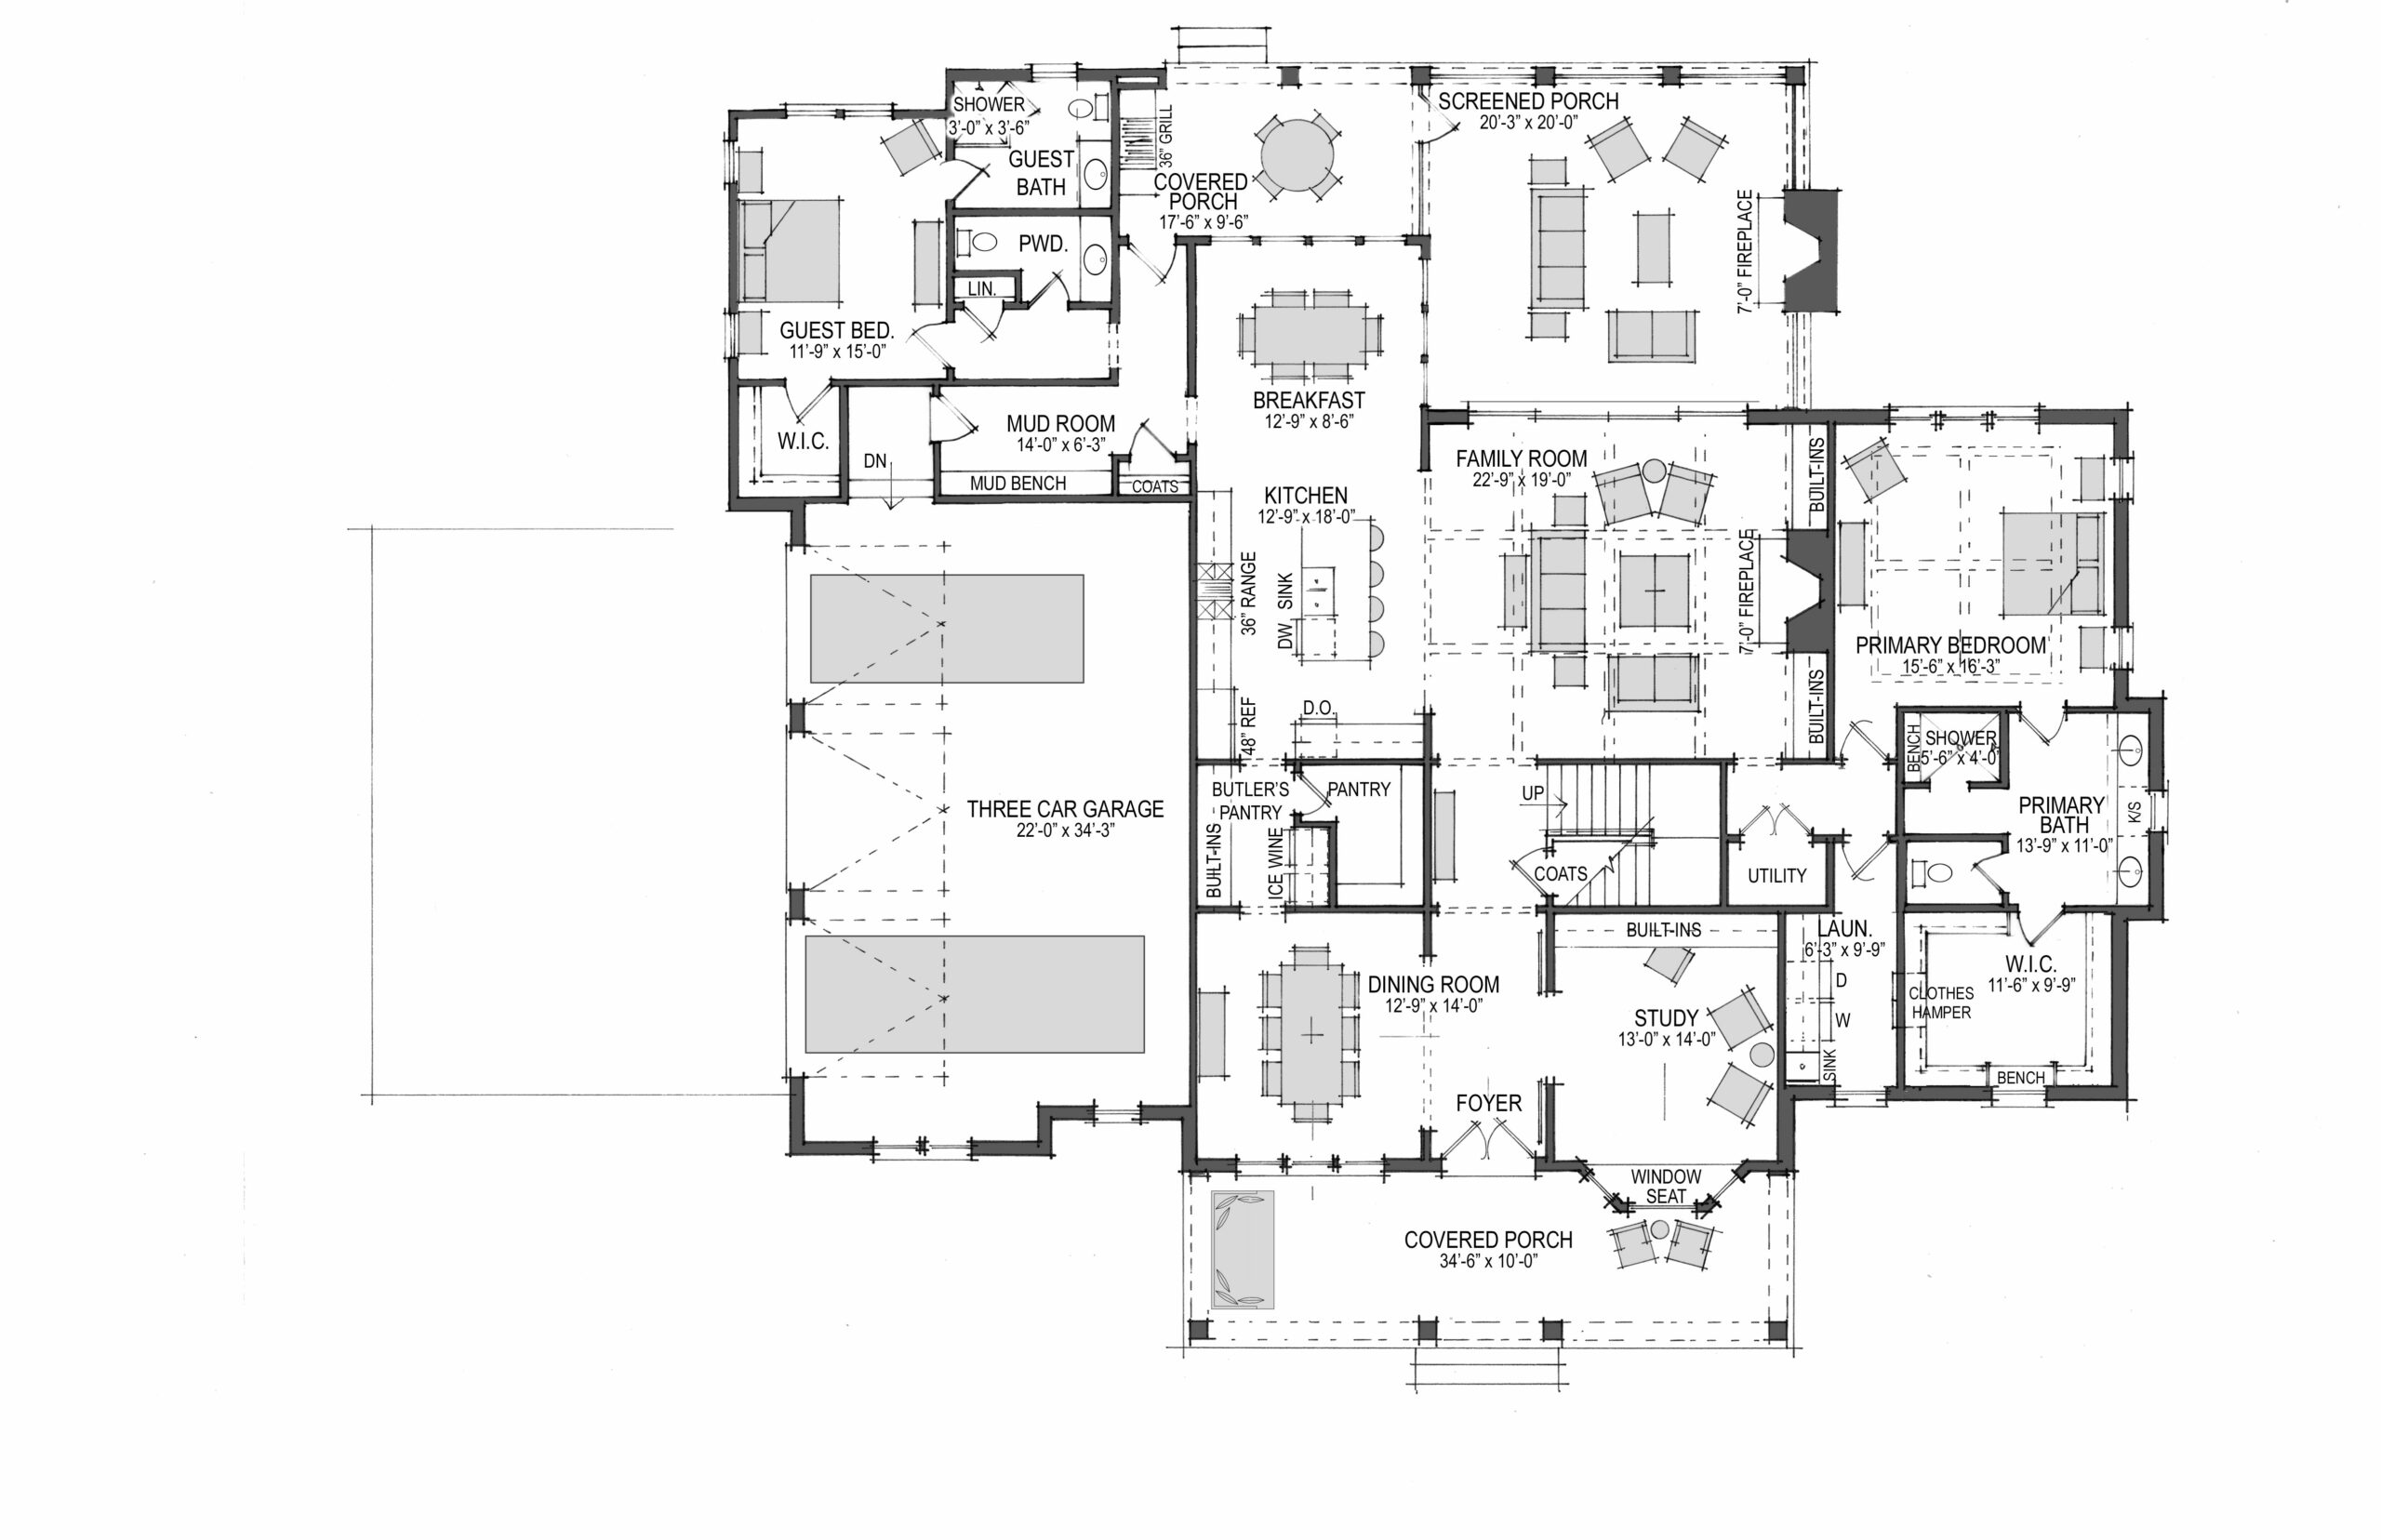 SHOWER
3'-0" x 3'-6"
GUEST
BATH
36" GRILL
COVERED
PORCH
17'-6" x 9'-6"
SCREENED PORCH
20'-3" x 20'-0"
7'-0" FIREPLACE
PWD.
LIN.
GUEST BED.
11'-9" x 15'-0"
W.I.C.
DN
MUD ROOM
14'-0" x 6'-3"
MUD BENCH
COATS
BREAKFAST
12'-9" x 8'-6"
KITCHEN
12'-9" x 18'-0"
36" RANGE
DW
SINK
48" REF
D.O.
FAMILY ROOM
22'-9" x 19'-0"
BUILT-INS
7'-0" FIREPLACE
BUILT-INS
PRIMARY BEDROOM
15'-6" x 16'-3"
BENCH
SHOWER
5'-6" x 4'-0"
PRIMARY
BATH
13'-9" x 11'-0"
K/S
THREE CAR GARAGE
22'-0" x 34'-3"
BUTLER'S
PANTRY
PANTRY
BUILT-INS
ICE WINE
UP
COATS
UTILITY
LAUN.
6'-3" x 9'-9"
D
W
SINK
W.I.C.
11'-6" x 9'-9"
CLOTHES
HAMPER
BENCH
DINING ROOM
12'-9" x 14'-0"
BUILT-INS
STUDY
13'-0" x 14'-0"
FOYER
WINDOW
SEAT
COVERED PORCH
34'-6" x 10'-0"